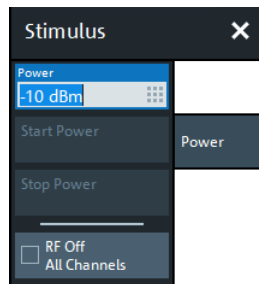 Stimulus
Power
-10 dBm
Start Power
Power
Stop Power
RF Off
All Channels